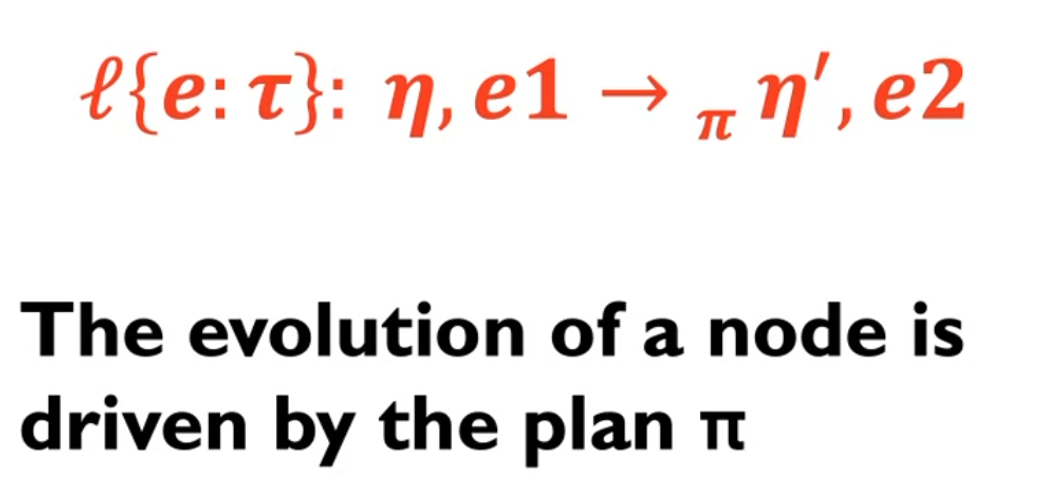 ℓ{e: τ}: η, e1 → π η′, e2
The evolution of a node is
driven by the plan π